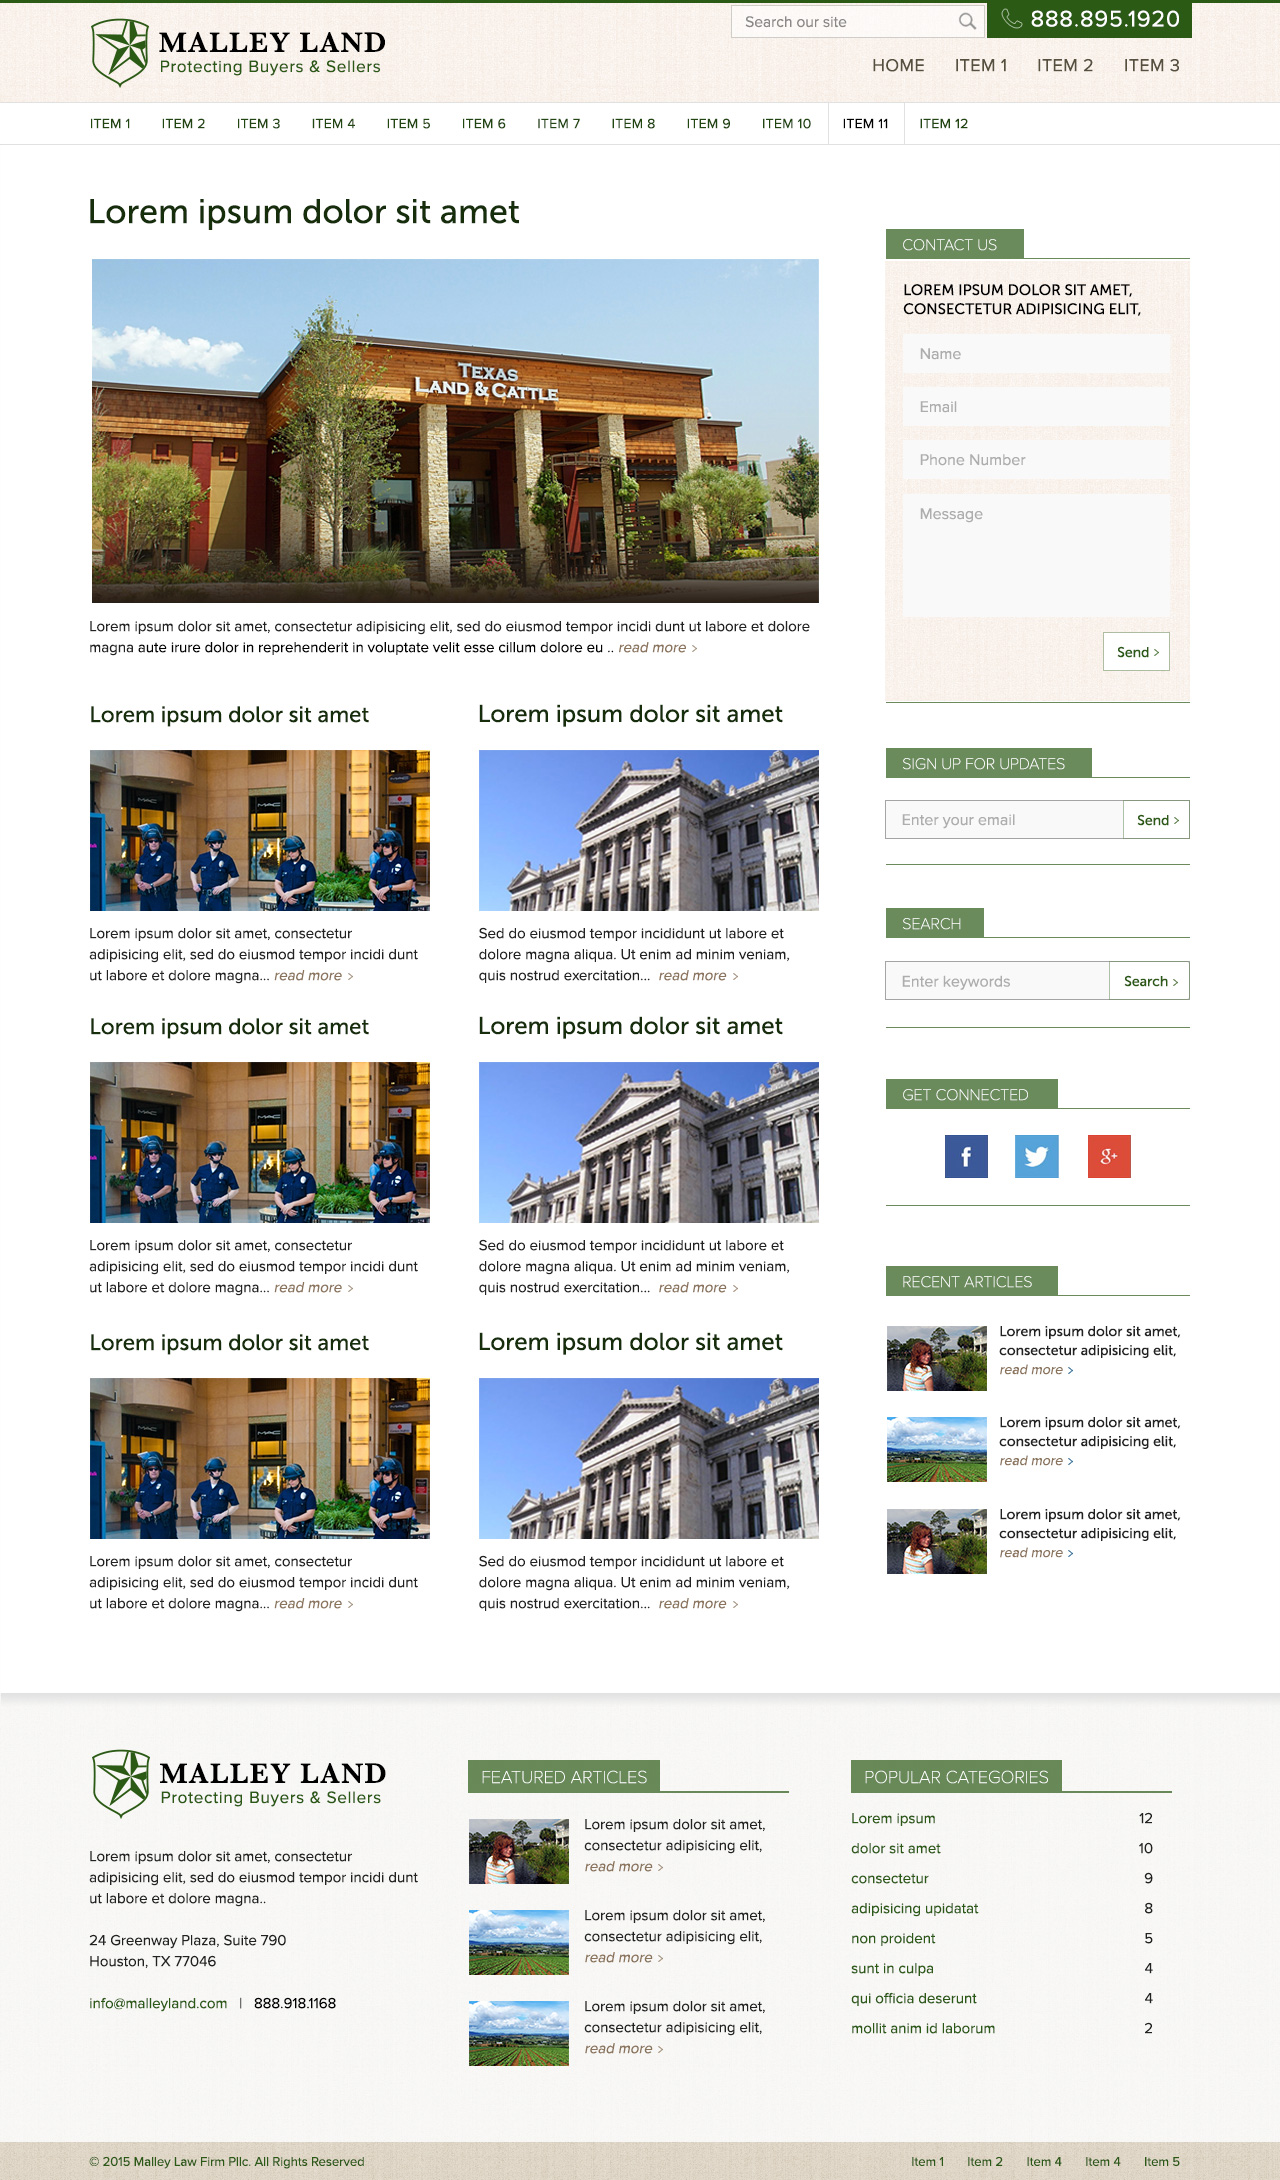 MALLEY LAND
Protecting Buyers & Sellers
Search our site
888.895.1920
HOME ITEM 1 ITEM 2 ITEM 3
ITEM 1 ITEM 2 ITEM 3 ITEM 4 ITEM 5 ITEM 6 ITEM 7 ITEM 8 ITEM 9 ITEM 10 ITEM 11 ITEM 12
Lorem ipsum dolor sit amet
TEXAS
LAND & CATTLE
Lorem ipsum dolor sit amet, consectetur adipisicing elit, sed do eiusmod tempor incidi dunt ut labore et dolore
magna aute irure dolor in reprehenderit in voluptate velit esse cillum dolore eu .. read more >
Lorem ipsum dolor sit amet
MAC
Lorem ipsum dolor sit amet, consectetur
adipisicing elit, sed do eiusmod tempor incidi dunt
ut labore et dolore magna... read more >
Lorem ipsum dolor sit amet
Sed do eiusmod tempor incididunt ut labore et
dolore magna aliqua. Ut enim ad minim veniam,
quis nostrud exercitation... read more >
Lorem ipsum dolor sit amet
MAC
Lorem ipsum dolor sit amet, consectetur
adipisicing elit, sed do eiusmod tempor incidi dunt
ut labore et dolore magna... read more >
Lorem ipsum dolor sit amet
Sed do eiusmod tempor incididunt ut labore et
dolore magna aliqua. Ut enim ad minim veniam,
quis nostrud exercitation... read more >
Lorem ipsum dolor sit amet
MAC
Lorem ipsum dolor sit amet, consectetur
adipisicing elit, sed do eiusmod tempor incidi dunt
ut labore et dolore magna... read more >
Lorem ipsum dolor sit amet
Sed do eiusmod tempor incididunt ut labore et
dolore magna aliqua. Ut enim ad minim veniam,
quis nostrud exercitation... read more >
CONTACT US
LOREM IPSUM DOLOR SIT AMET,
CONSECTETUR ADIPISICING ELIT,
Name
Email
Phone Number
Message
Send >
SIGN UP FOR UPDATES
Enter your email Send >
SEARCH
Enter keywords Search >
GET CONNECTED
f g+
RECENT ARTICLES
Lorem ipsum dolor sit amet,
consectetur adipisicing elit,
read more >
Lorem ipsum dolor sit amet,
consectetur adipisicing elit,
read more >
Lorem ipsum dolor sit amet,
consectetur adipisicing elit,
read more >
MALLEY LAND
Protecting Buyers & Sellers
Lorem ipsum dolor sit amet, consectetur
adipisicing elit, sed do eiusmod tempor incidi dunt
ut labore et dolore magna..
24 Greenway Plaza, Suite 790
Houston, TX 77046
info@malleyland.com | 888.918.1168
FEATURED ARTICLES
Lorem ipsum dolor sit amet,
consectetur adipisicing elit,
read more >
Lorem ipsum dolor sit amet,
consectetur adipisicing elit,
read more >
Lorem ipsum dolor sit amet,
consectetur adipisicing elit,
read more >
POPULAR CATEGORIES
Lorem ipsum 12
dolor sit amet 10
consectetur 9
adipisicing upidatat 8
non proident 5
sunt in culpa 4
qui officia deserunt 4
mollit anim id laborum 2
© 2015 Malley Law Firm Pllc. All Rights Reserved
Item 1 Item 2 Item 4 Item 4 Item 5